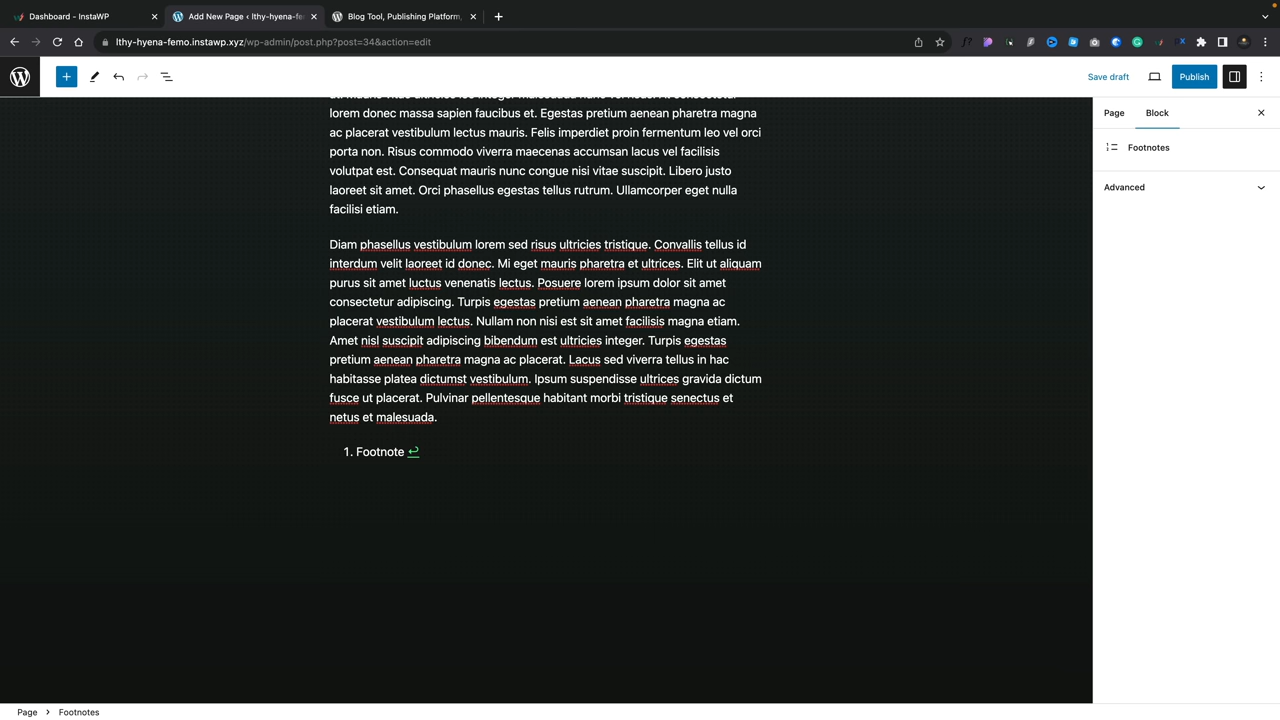 Dashboard - InstaWP
Add New Page ‹ lthy-hyena-fem
Blog Tool, Publishing Platform,
lthy-hyena-femo.instawp.xyz/wp-admin/post.php?post=34&action=edit
Save draft
Publish
lorem donec massa sapien faucibus et. Egestas pretium aenean pharetra magna
ac placerat vestibulum lectus mauris. Felis imperdiet proin fermentum leo vel orci
porta non. Risus commodo viverra maecenas accumsan lacus vel facilisis
volutpat est. Consequat mauris nunc congue nisi vitae suscipit. Libero justo
laoreet sit amet. Orci phasellus egestas tellus rutrum. Ullamcorper eget nulla
facilisi etiam.
Diam phasellus vestibulum lorem sed risus ultricies tristique. Convallis tellus id
interdum velit laoreet id donec. Mi eget mauris pharetra et ultrices. Elit ut aliquam
purus sit amet luctus venenatis lectus. Posuere lorem ipsum dolor sit amet
consectetur adipiscing. Turpis egestas pretium aenean pharetra magna ac
placerat vestibulum lectus. Nullam non nisi est sit amet facilisis magna etiam.
Amet nisl suscipit adipiscing bibendum est ultricies integer. Turpis egestas
pretium aenean pharetra magna ac placerat. Lacus sed viverra tellus in hac
habitasse platea dictumst vestibulum. Ipsum suspendisse ultrices gravida dictum
fusce ut placerat. Pulvinar pellentesque habitant morbi tristique senectus et
netus et malesuada.
1. Footnote ↩
Page
Block
Footnotes
Advanced
Page > Footnotes